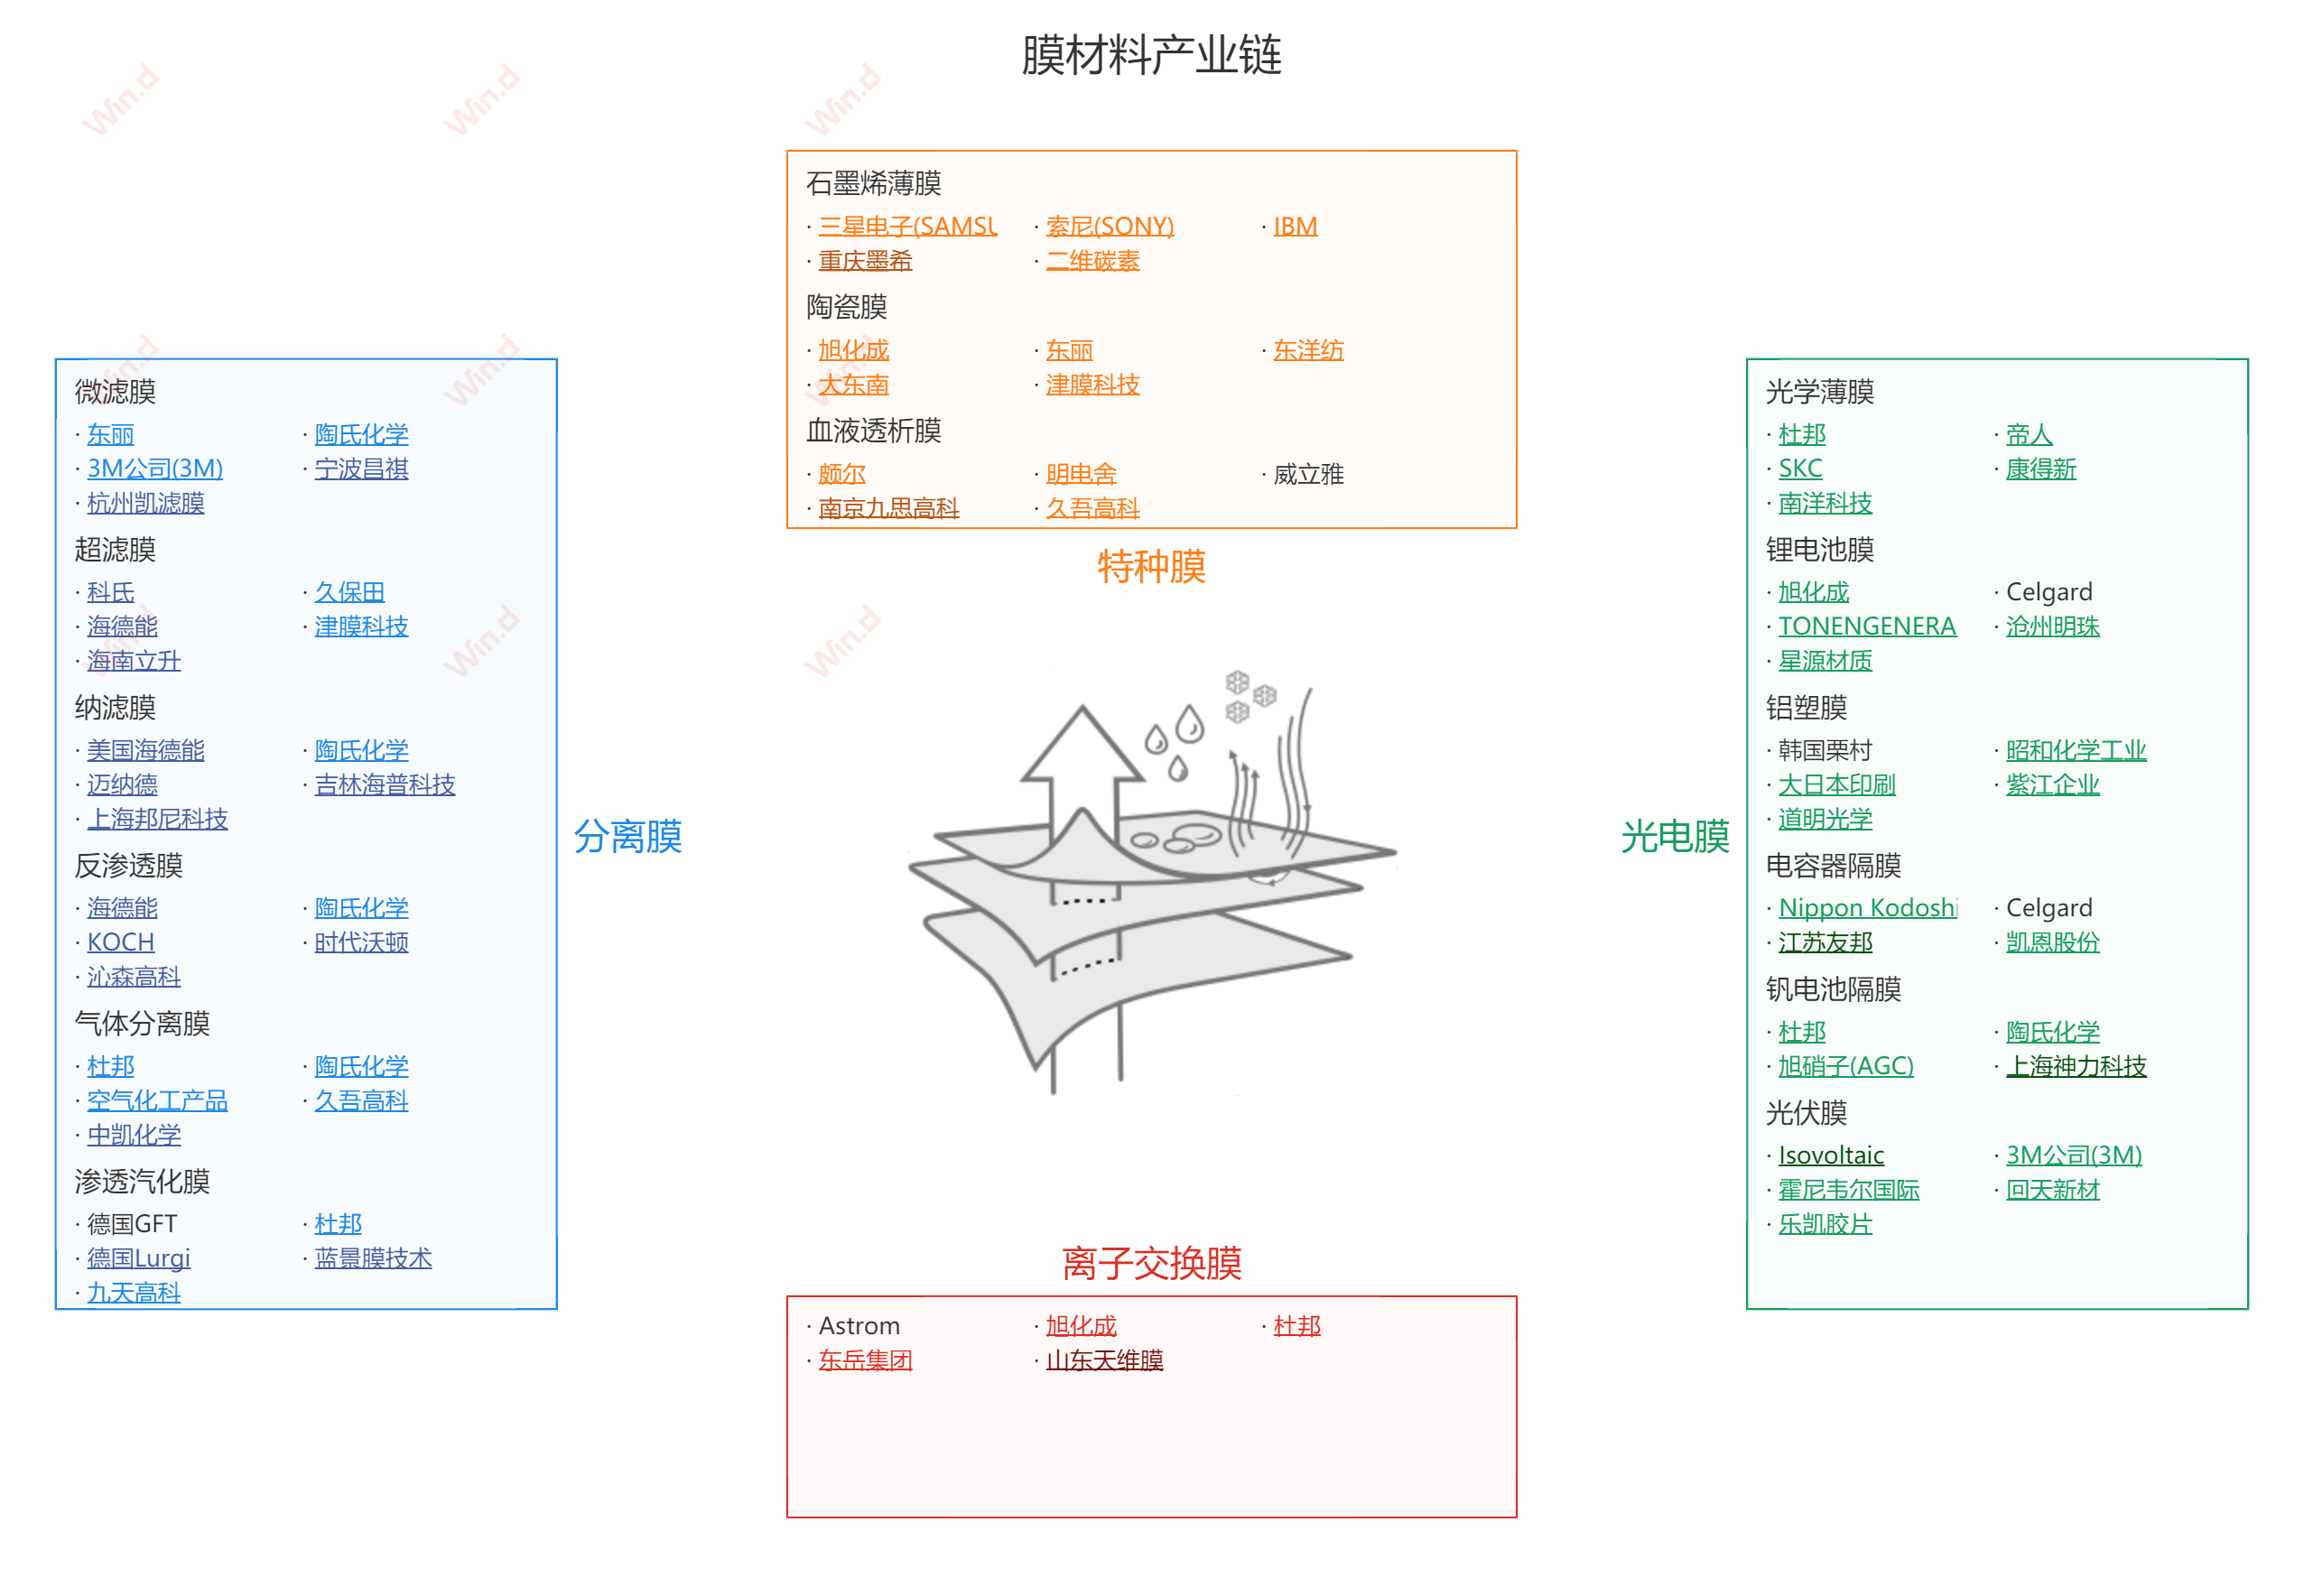 膜材料产业链
石墨烯薄膜
· 三星电子(SAMSU · 索尼(SONY) · IBM
· 重庆墨希 · 二维碳素
陶瓷膜
· 旭化成 · 东丽 · 东洋纺
· 大东南 · 津膜科技
血液透析膜
· 颇尔 · 明电舍 · 威立雅
· 南京九思高科 · 久吾高科
特种膜
微滤膜
· 东丽 · 陶氏化学
· 3M公司(3M) · 宁波昌祺
· 杭州凯滤膜
超滤膜
· 科氏 · 久保田
· 海德能 · 津膜科技
· 海南立升
纳滤膜
· 美国海德能 · 陶氏化学
· 迈纳德 · 吉林海普科技
· 上海邦尼科技
反渗透膜
· 海德能 · 陶氏化学
· KOCH · 时代沃顿
· 沁森高科
气体分离膜
· 杜邦 · 陶氏化学
· 空气化工产品 · 久吾高科
· 中凯化学
渗透汽化膜
· 德国GFT · 杜邦
· 德国Lurgi · 蓝景膜技术
· 九天高科
分离膜
光电膜
光学薄膜
· 杜邦 · 帝人
· SKC · 康得新
· 南洋科技
锂电池膜
· 旭化成 · Celgard
· TONENGENERA · 沧州明珠
· 星源材质
铝塑膜
· 韩国栗村 · 昭和化学工业
· 大日本印刷 · 紫江企业
· 道明光学
电容器隔膜
· Nippon Kodoshi · Celgard
· 江苏友邦 · 凯恩股份
钒电池隔膜
· 杜邦 · 陶氏化学
· 旭硝子(AGC) · 上海神力科技
光伏膜
· Isovoltaic · 3M公司(3M)
· 霍尼韦尔国际 · 回天新材
· 乐凯胶片
离子交换膜
· Astrom · 旭化成 · 杜邦
· 东岳集团 · 山东天维膜
Win.d
Win.d
Win.d
Win.d
Win.d
Win.d
Win.d
Win.d
Win.d